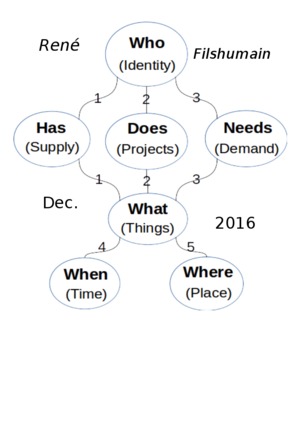 René
Who
(Identity)
Filshumain
1
2
3
Has
(Supply)
Does
(Projects)
Needs
(Demand)
1
2
3
Dec.
What
(Things)
2016
4
5
When
(Time)
Where
(Place)